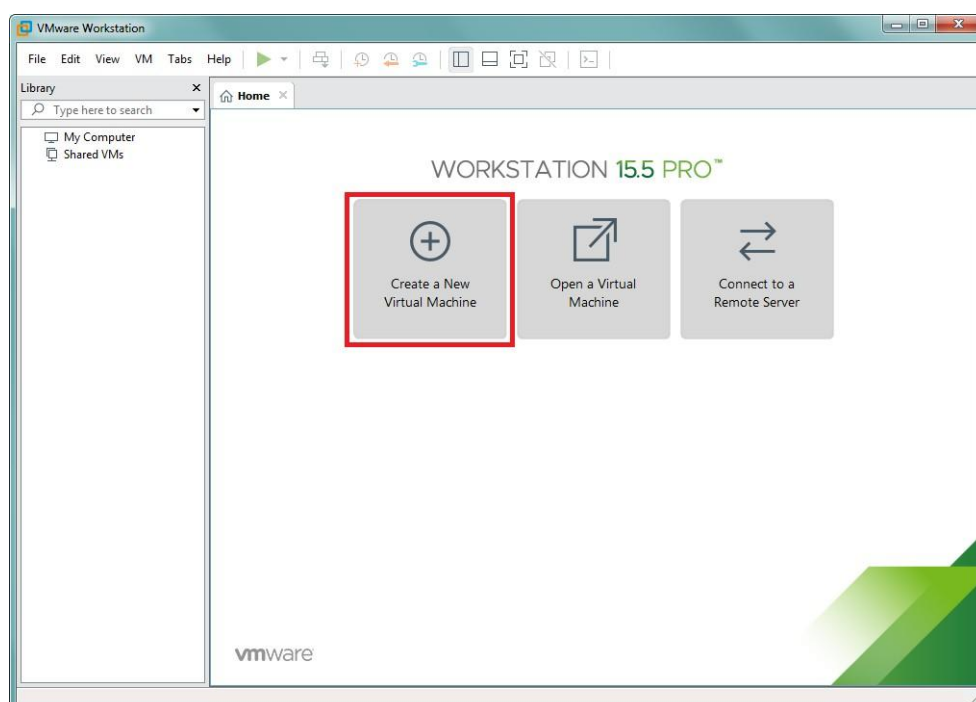 VMware Workstation
File Edit View VM Tabs Help
Library
Home
Type here to search
My Computer
Shared VMs
WORKSTATION 15.5 PRO™
Create a New
Virtual Machine
Open a Virtual
Machine
Connect to a
Remote Server
vmware